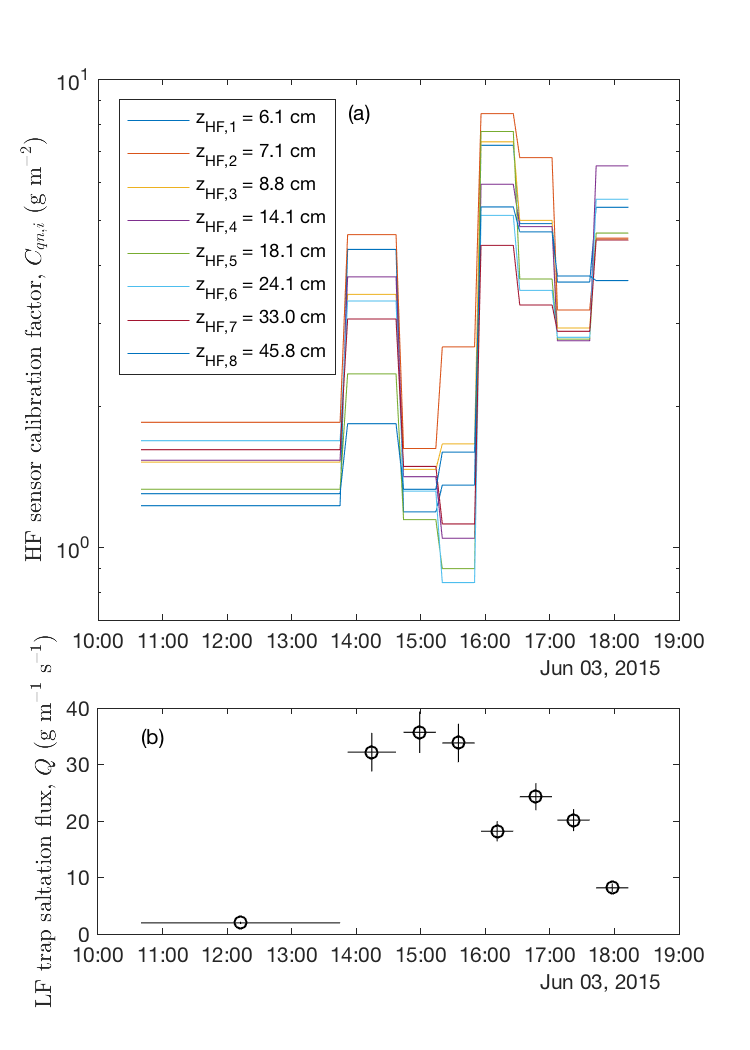 10^1
(a)
z_HF,1 = 6.1 cm
z_HF,2 = 7.1 cm
z_HF,3 = 8.8 cm
z_HF,4 = 14.1 cm
z_HF,5 = 18.1 cm
z_HF,6 = 24.1 cm
z_HF,7 = 33.0 cm
z_HF,8 = 45.8 cm
HF sensor calibration factor, C_qn,i (g m^−2)
10^0
10:00 11:00 12:00 13:00 14:00 15:00 16:00 17:00 18:00 19:00
Jun 03, 2015
LF trap saltation flux, Q (g m^−1 s^−1)
40
(b)
30
20
10
0
10:00 11:00 12:00 13:00 14:00 15:00 16:00 17:00 18:00 19:00
Jun 03, 2015